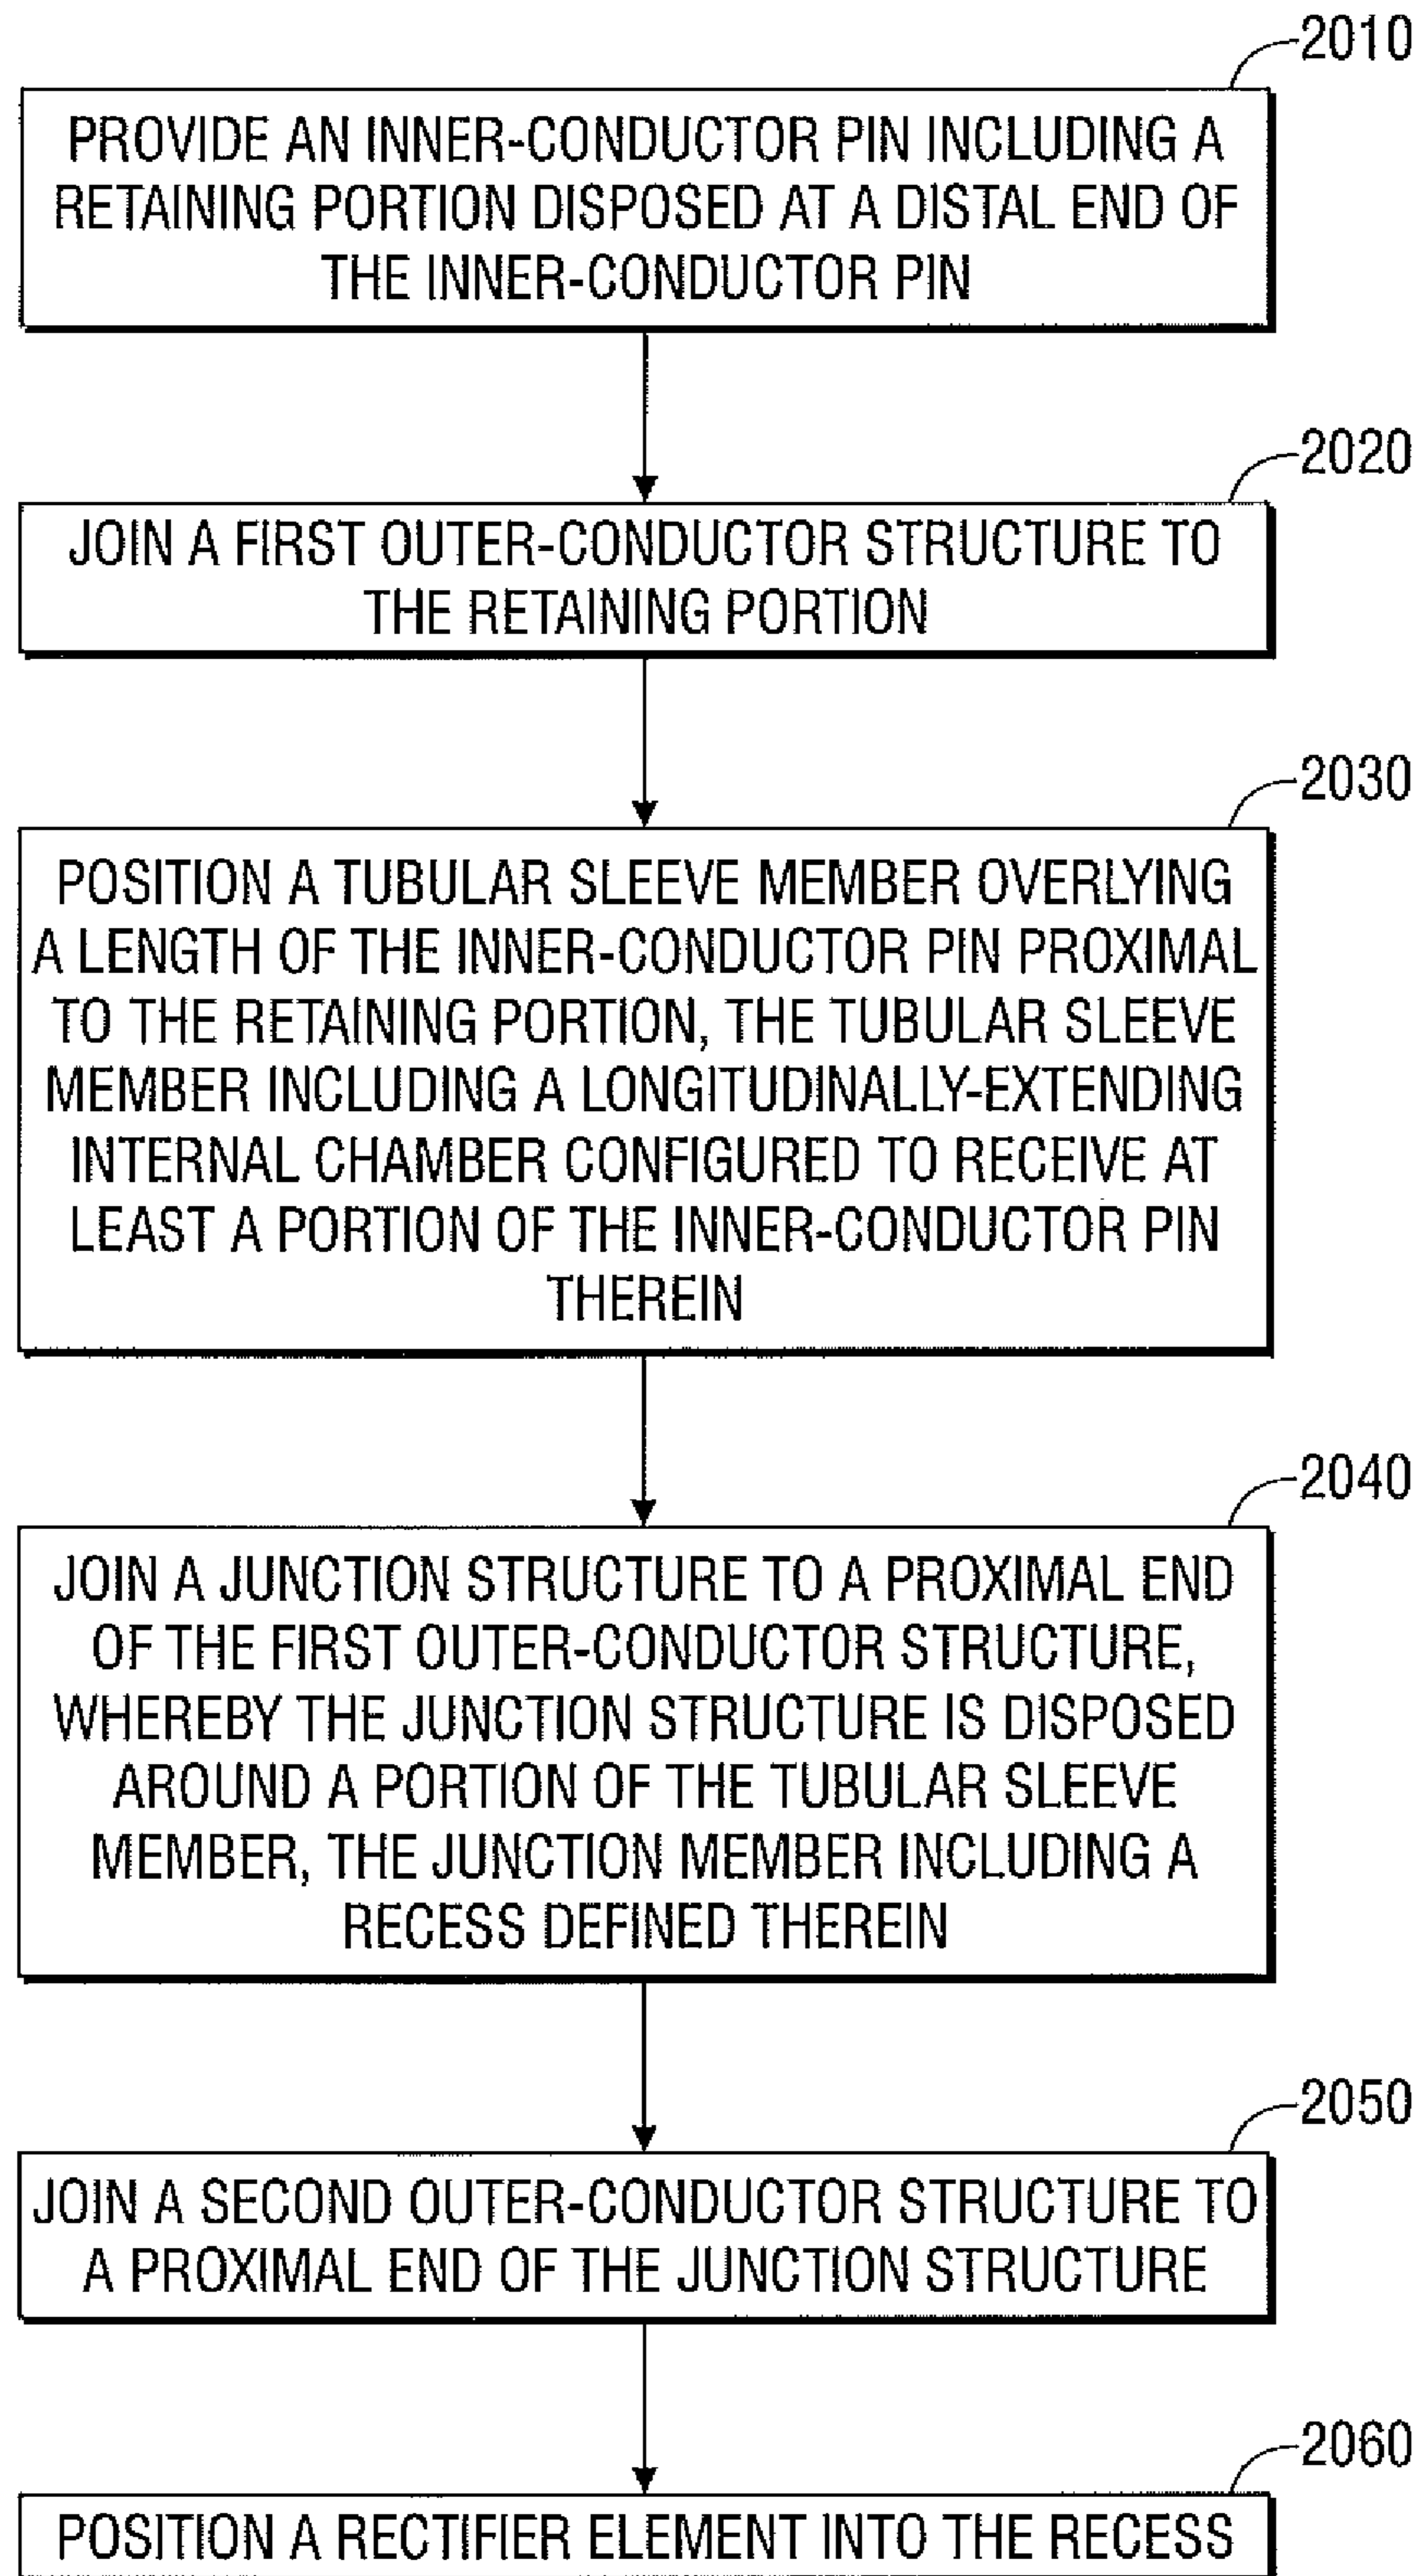 2010
PROVIDE AN INNER-CONDUCTOR PIN INCLUDING A
RETAINING PORTION DISPOSED AT A DISTAL END OF
THE INNER-CONDUCTOR PIN
2020
JOIN A FIRST OUTER-CONDUCTOR STRUCTURE TO
THE RETAINING PORTION
2030
POSITION A TUBULAR SLEEVE MEMBER OVERLYING
A LENGTH OF THE INNER-CONDUCTOR PIN PROXIMAL
TO THE RETAINING PORTION, THE TUBULAR SLEEVE
MEMBER INCLUDING A LONGITUDINALLY-EXTENDING
INTERNAL CHAMBER CONFIGURED TO RECEIVE AT
LEAST A PORTION OF THE INNER-CONDUCTOR PIN
THEREIN
2040
JOIN A JUNCTION STRUCTURE TO A PROXIMAL END
OF THE FIRST OUTER-CONDUCTOR STRUCTURE,
WHEREBY THE JUNCTION STRUCTURE IS DISPOSED
AROUND A PORTION OF THE TUBULAR SLEEVE
MEMBER, THE JUNCTION MEMBER INCLUDING A
RECESS DEFINED THEREIN
2050
JOIN A SECOND OUTER-CONDUCTOR STRUCTURE TO
A PROXIMAL END OF THE JUNCTION STRUCTURE
2060
POSITION A RECTIFIER ELEMENT INTO THE RECESS